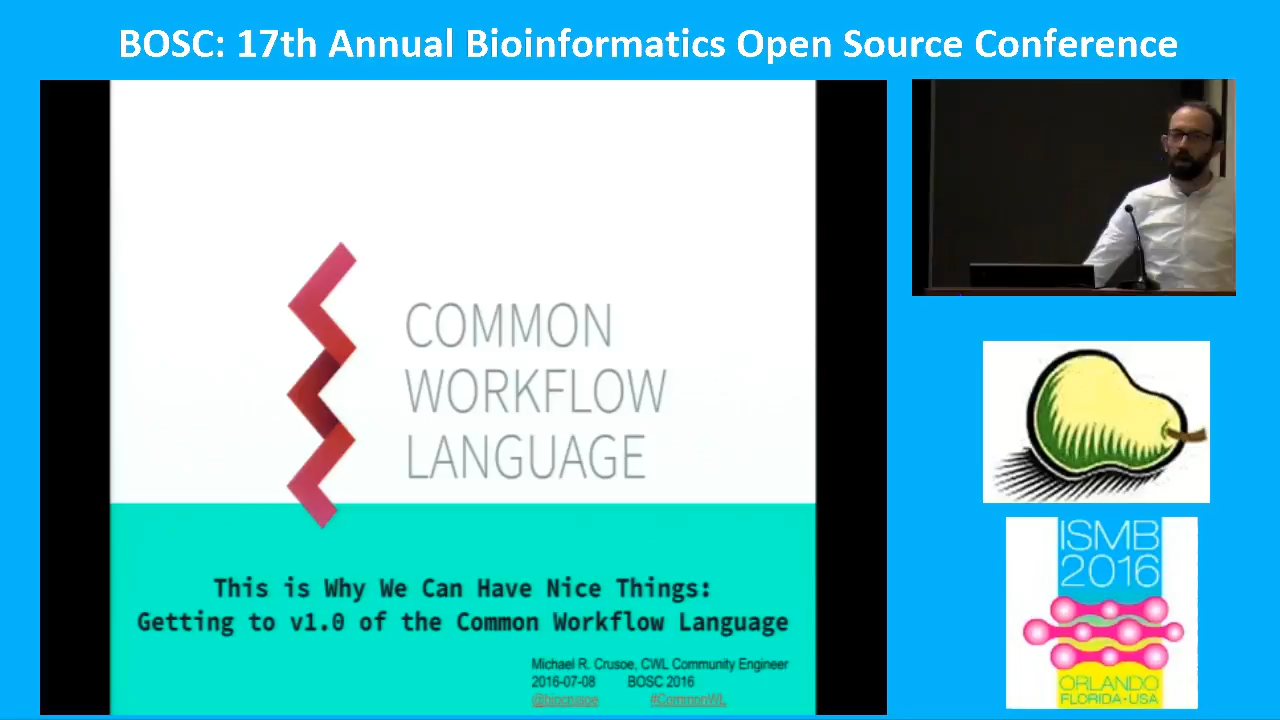 BOSC: 17th Annual Bioinformatics Open Source Conference
COMMON
WORKFLOW
LANGUAGE
This is Why We Can Have Nice Things:
Getting to v1.0 of the Common Workflow Language
Michael R. Crusoe, CWL Community Engineer
2016-07-08 BOSC 2016
@biocrusoe #CommonWL
ISMB
2016
ORLANDO
FLORIDA•USA